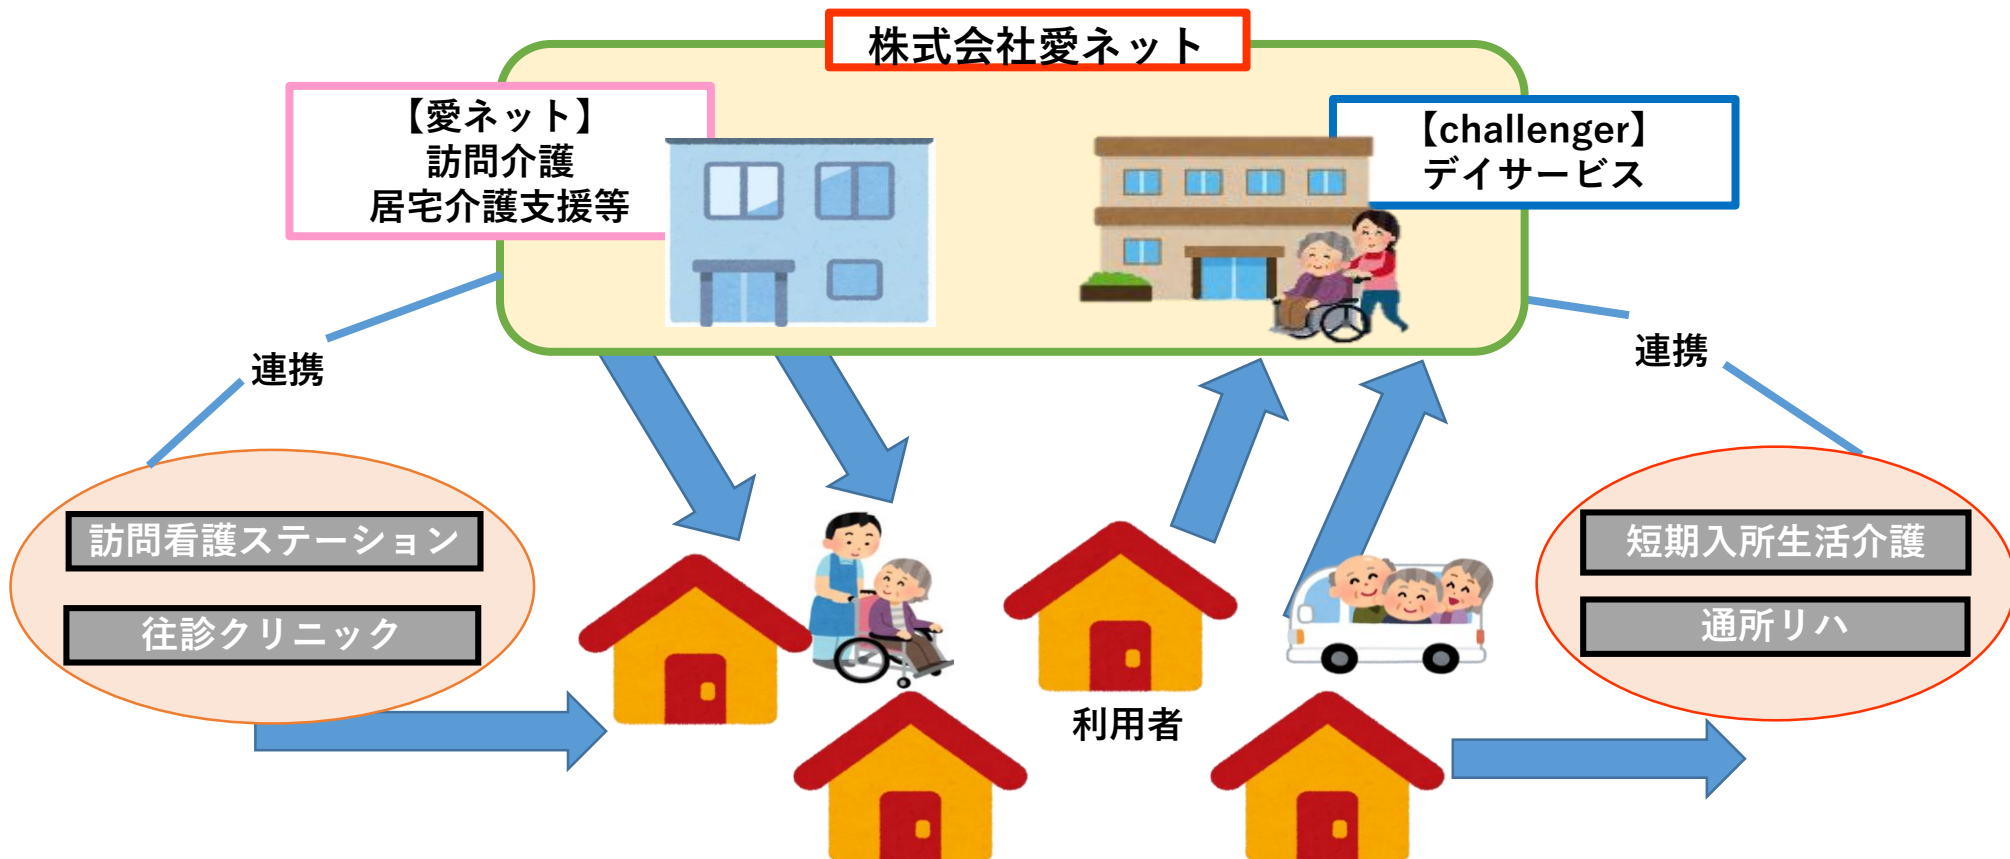 株式会社愛ネット
【愛ネット】
訪問介護
居宅介護支援等
【challenger】
デイサービス
連携
連携
訪問看護ステーション
往診クリニック
短期入所生活介護
通所リハ
利用者